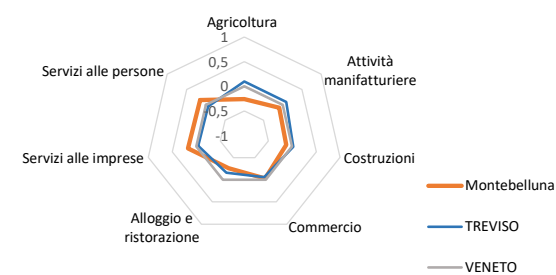 Agricoltura
1
0,5
0
0,5
-1
Attività
manifatturiere
Costruzioni
Commercio
Alloggio e
ristorazione
Servizi alle imprese
Servizi alle persone
Montebelluna
TREVISO
VENETO